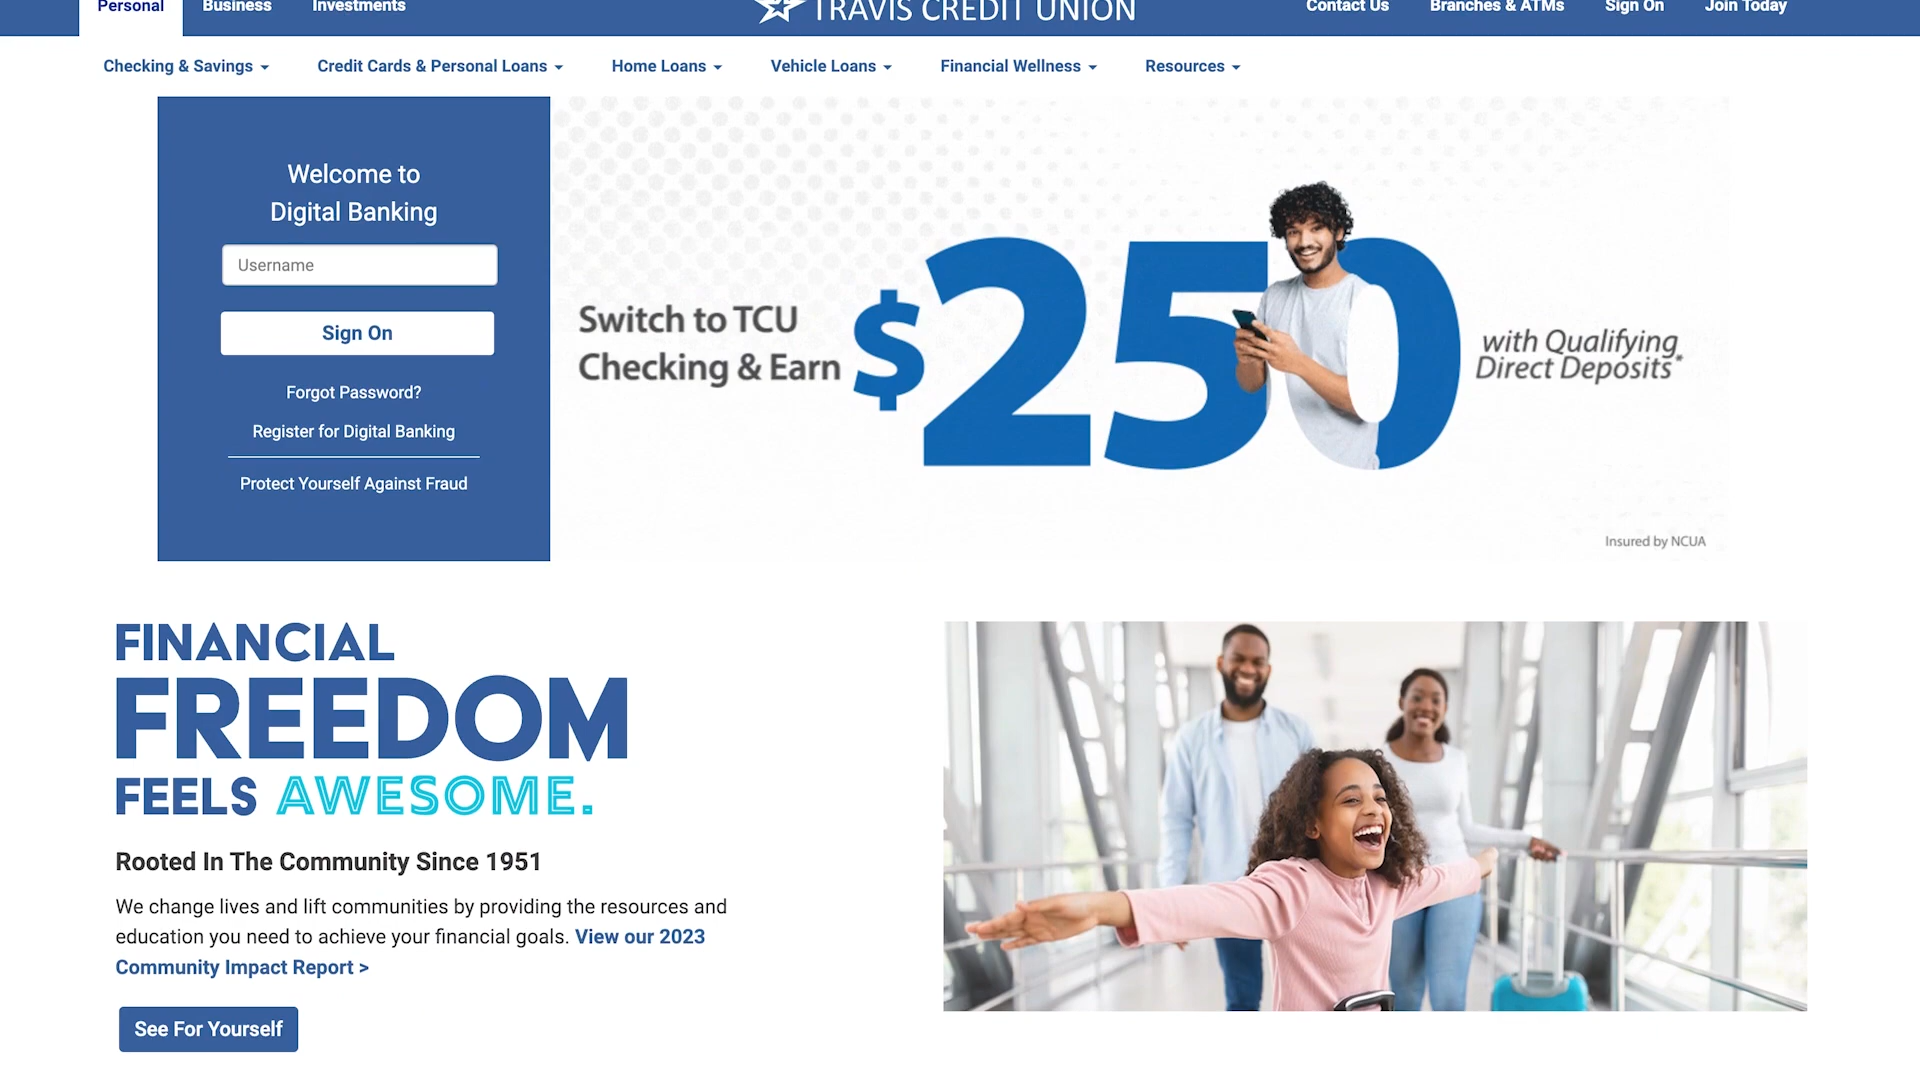 Personal Business Investments
TRAVIS CREDIT UNION
Contact Us Branches & ATMs Sign On Join Today
Checking & Savings Credit Cards & Personal Loans Home Loans Vehicle Loans Financial Wellness Resources
Welcome to
Digital Banking
Username
Sign On
Forgot Password?
Register for Digital Banking
Protect Yourself Against Fraud
Switch to TCU
Checking & Earn
$250
with Qualifying
Direct Deposits*
Insured by NCUA
FINANCIAL
FREEDOM
FEELS AWESOME.
Rooted In The Community Since 1951
We change lives and lift communities by providing the resources and
education you need to achieve your financial goals. View our 2023
Community Impact Report >
See For Yourself